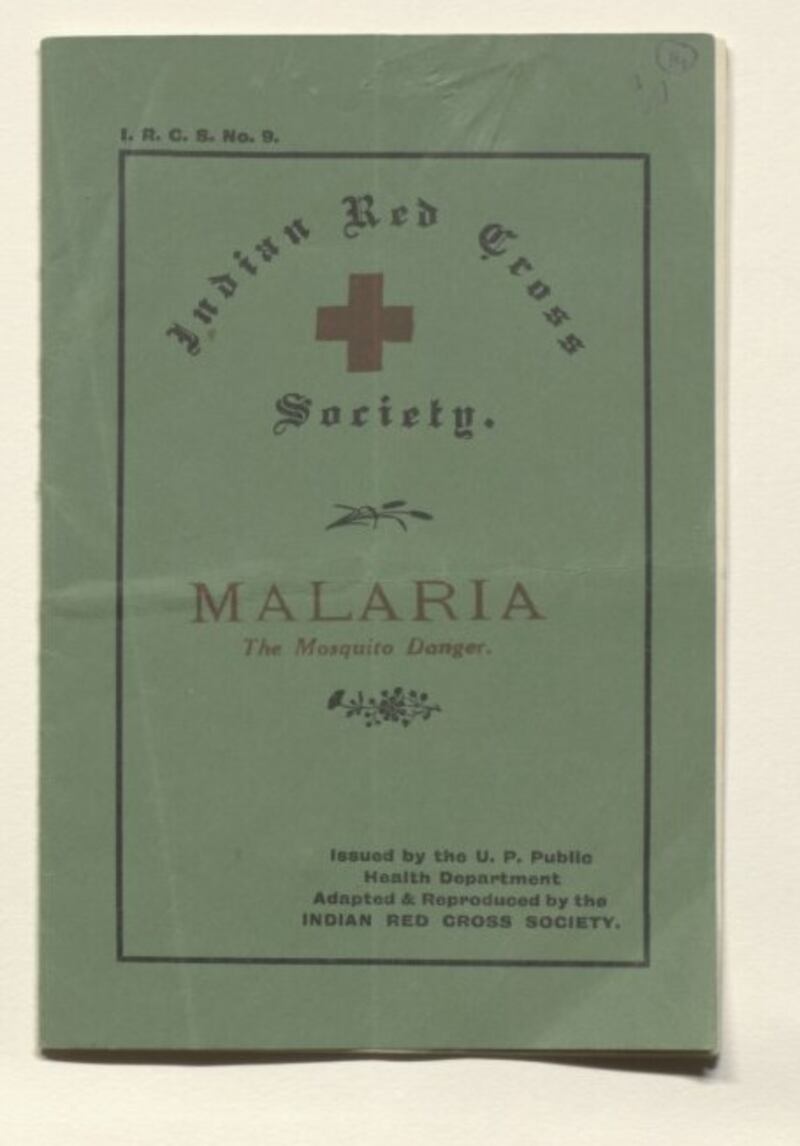 I. R. C. S. No. 9.
Indian Red Cross
Society.
MALARIA
The Mosquito Danger.
Issued by the U. P. Public
Health Department
Adapted & Reproduced by the
INDIAN RED CROSS SOCIETY.